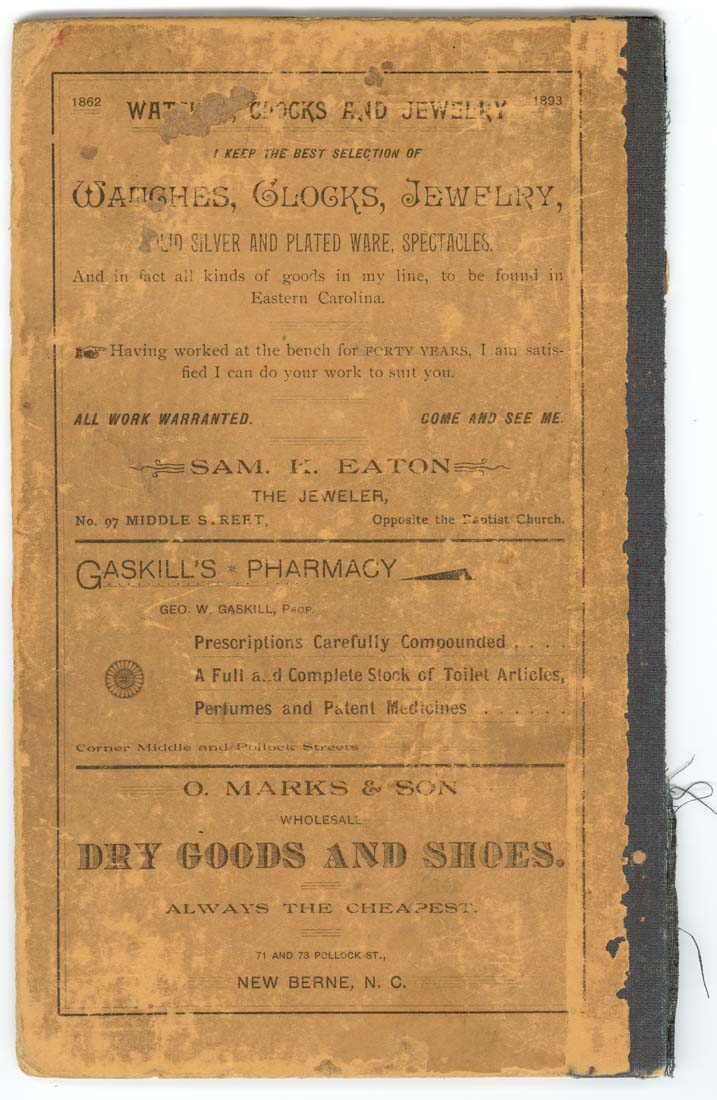 1862 WATCHES, CLOCKS AND JEWELRY 1893
I KEEP THE BEST SELECTION OF
WATCHES, CLOCKS, JEWELRY,
SOLID SILVER AND PLATED WARE, SPECTACLES.
And in fact all kinds of goods in my line, to be found in
Eastern Carolina.
☞Having worked at the bench for FORTY YEARS, I am satis-
fied I can do your work to suit you.
ALL WORK WARRANTED. COME AND SEE ME.
SAM. K. EATON
THE JEWELER,
No. 97 MIDDLE STREET, Opposite the Baptist Church.
GASKILL'S * PHARMACY
GEO. W. GASKILL, PROP.
Prescriptions Carefully Compounded . . . .
A Full and Complete Stock of Toilet Articles,
Perfumes and Patent Medicines . . . . . .
Corner Middle and Pollock Streets
O. MARKS & SON
WHOLESALE
DRY GOODS AND SHOES.
ALWAYS THE CHEAPEST.
71 AND 73 POLLOCK ST.,
NEW BERNE, N. C.